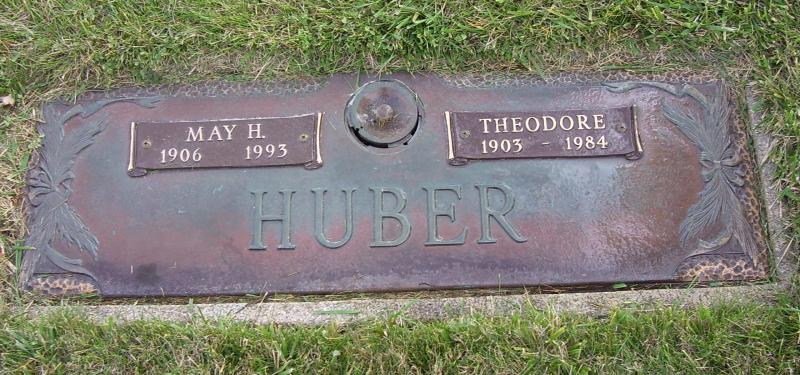 MAY H.
1906 1993
THEODORE
1903 - 1984
HUBER